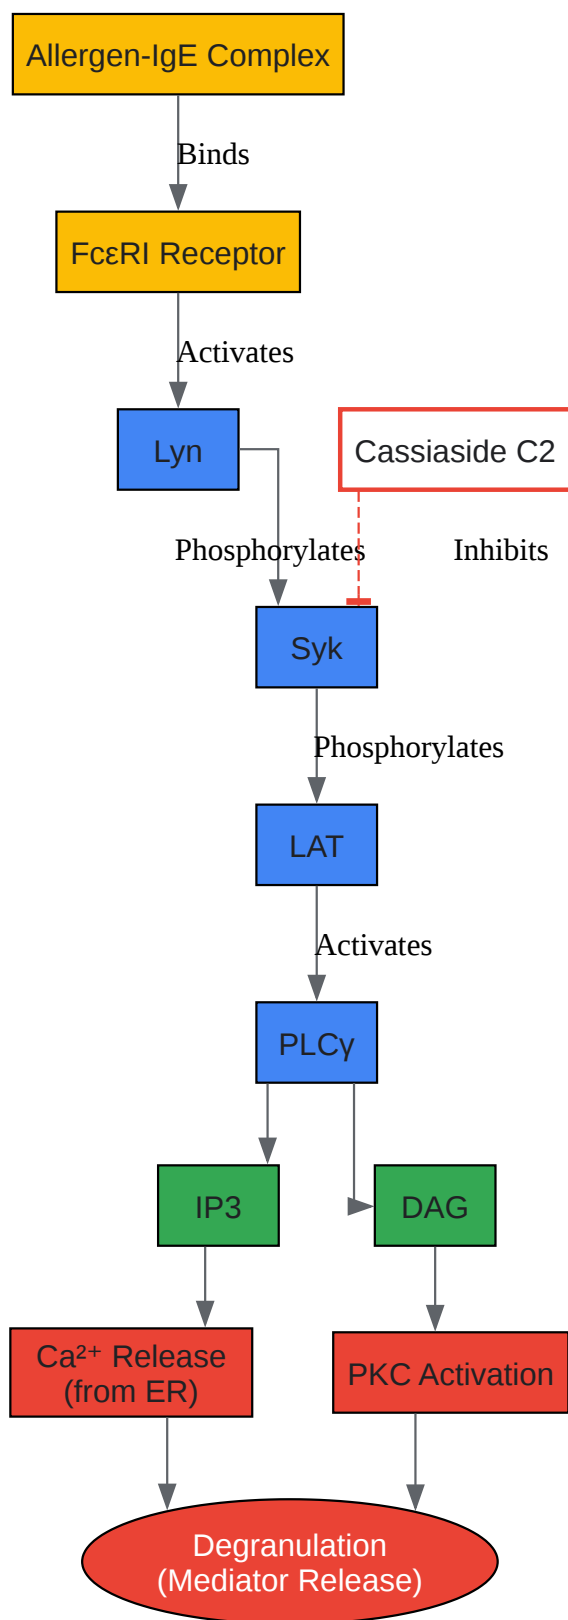 Allergen-IgE Complex
Binds
FcεRI Receptor
Activates
Lyn
Cassiaside C2
Phosphorylates
Inhibits
Syk
Phosphorylates
LAT
Activates
PLCγ
IP3
DAG
Ca²⁺ Release
(from ER)
PKC Activation
Degranulation
(Mediator Release)